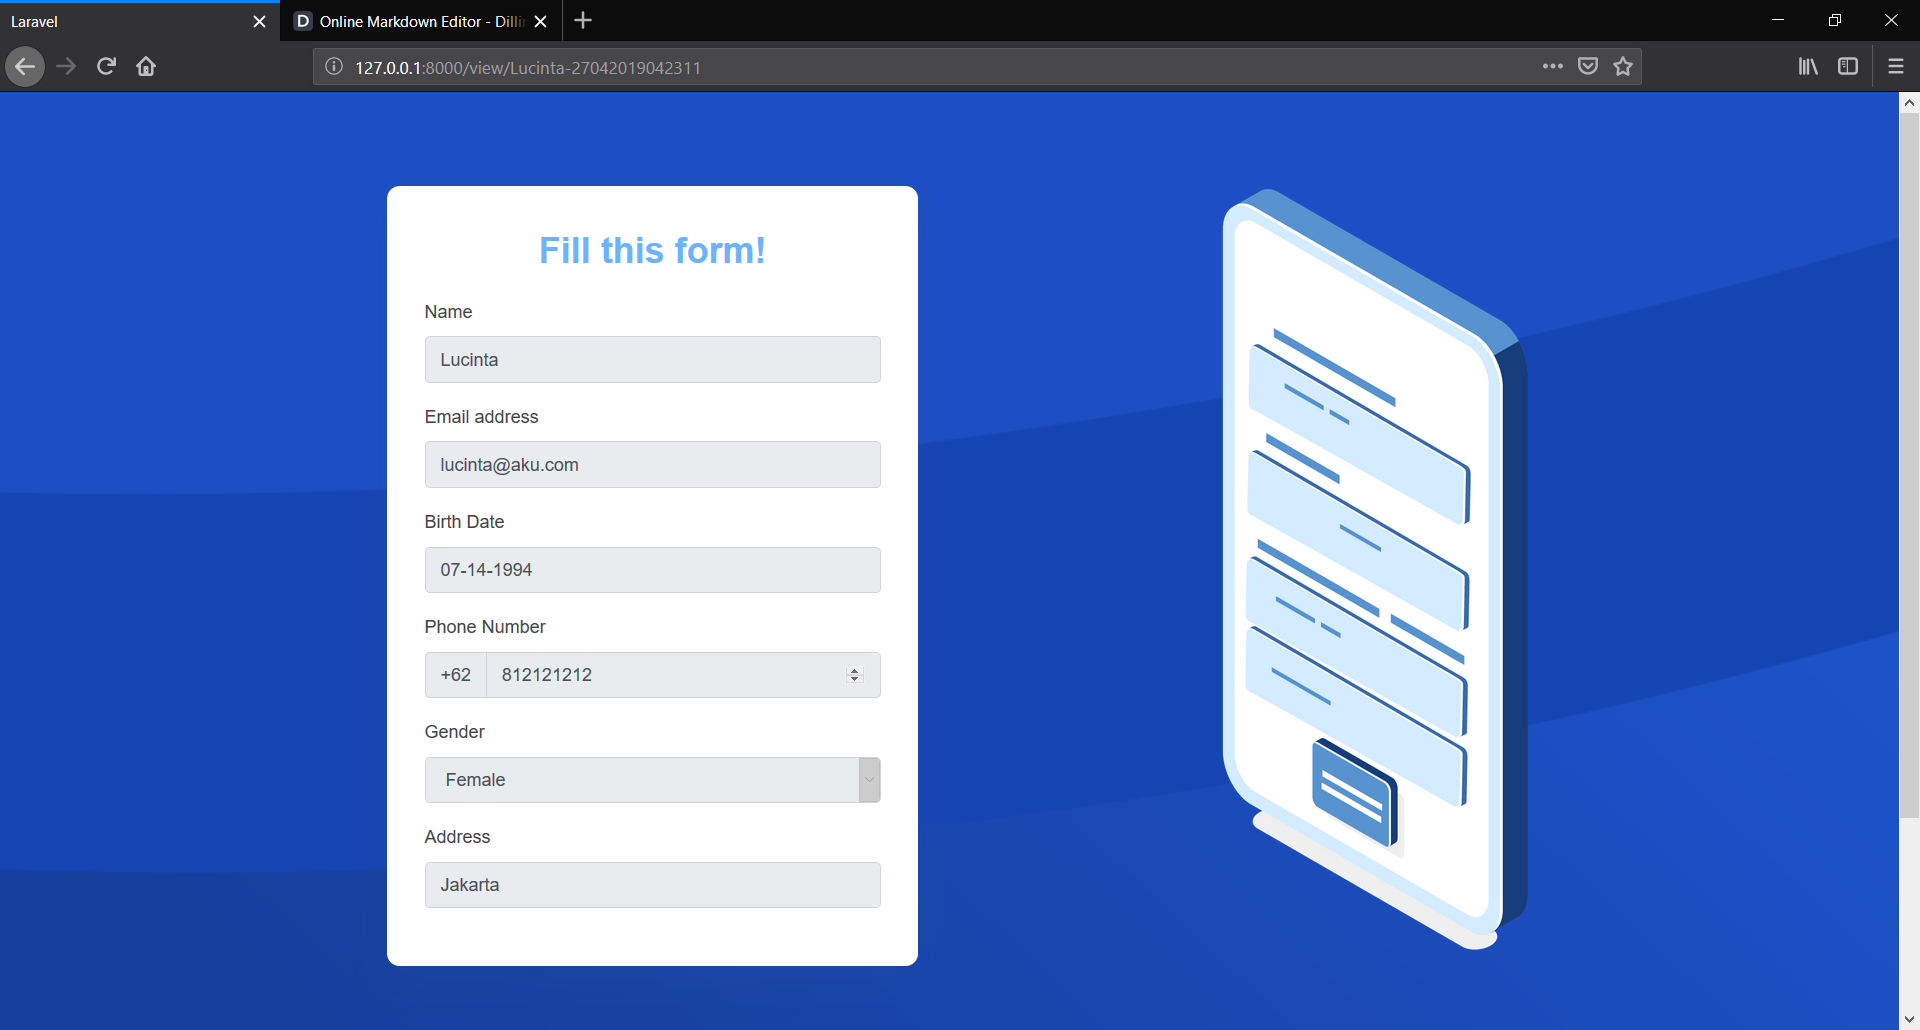 Laravel
D Online Markdown Editor - Dillin
127.0.0.1:8000/view/Lucinta-27042019042311
Fill this form!
Name
Lucinta
Email address
lucinta@aku.com
Birth Date
07-14-1994
Phone Number
+62 812121212
Gender
Female
Address
Jakarta